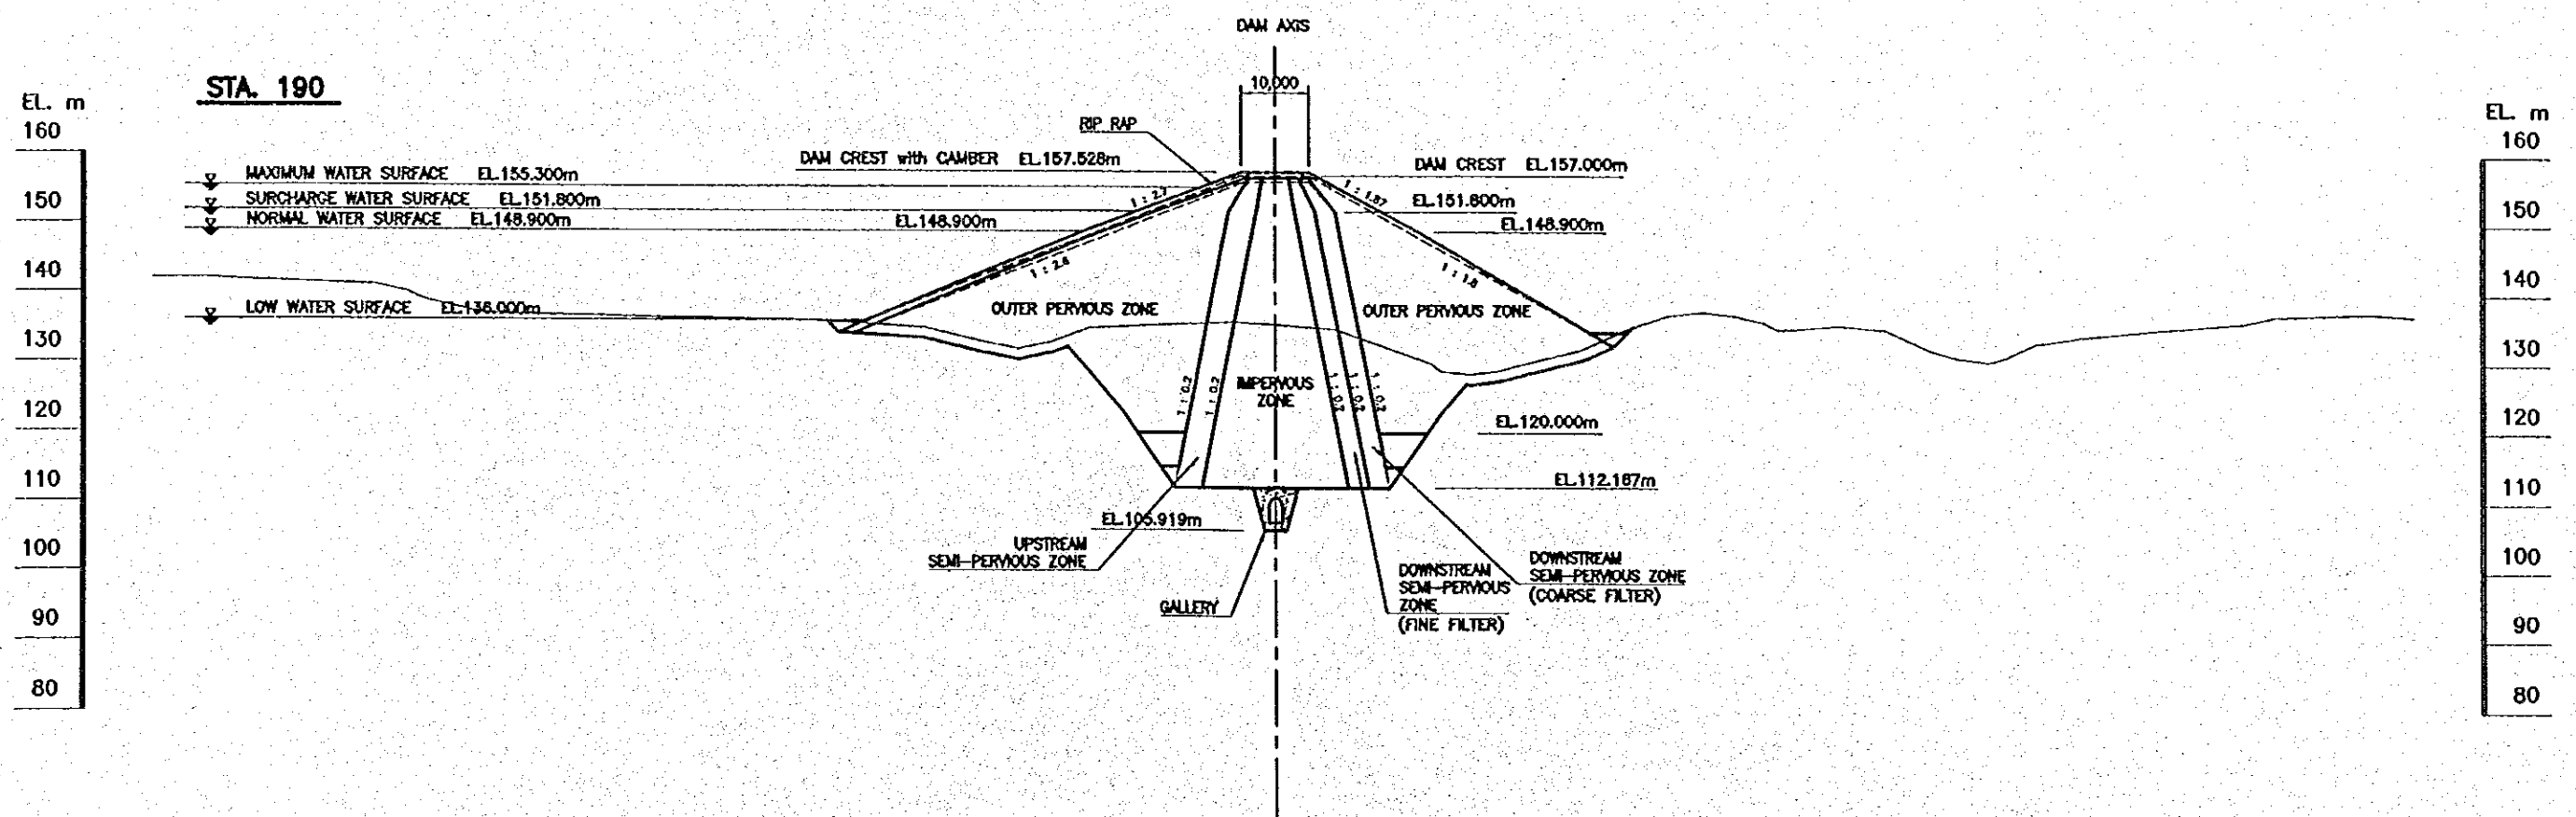 DAM AXIS
STA. 190
10,000
EL. m
160
150
140
130
120
110
100
90
80
EL. m
160
150
140
130
120
110
100
90
80
RIP RAP
DAM CREST with CAMBER EL.157.528m
DAM CREST EL.157.000m
MAXIMUM WATER SURFACE EL.155.300m
SURCHARGE WATER SURFACE EL.151.800m
NORMAL WATER SURFACE EL.148.900m
EL.148.900m
1 : 2.7
1 : 1.87
EL.151.800m
EL.148.900m
1 : 2.6
1 : 1.8
LOW WATER SURFACE EL.136.000m
OUTER PERVIOUS ZONE
OUTER PERVIOUS ZONE
IMPERVOUS
ZONE
1 : 0.2
1 : 0.2
1 : 0.2
1 : 0.2
1 : 0.2
EL.120.000m
EL.112.187m
EL.105.919m
UPSTREAM
SEMI-PERVIOUS ZONE
GALLERY
DOWNSTREAM
SEMI-PERVIOUS
ZONE
(FINE FILTER)
DOWNSTREAM
SEMI-PERVIOUS ZONE
(COARSE FILTER)